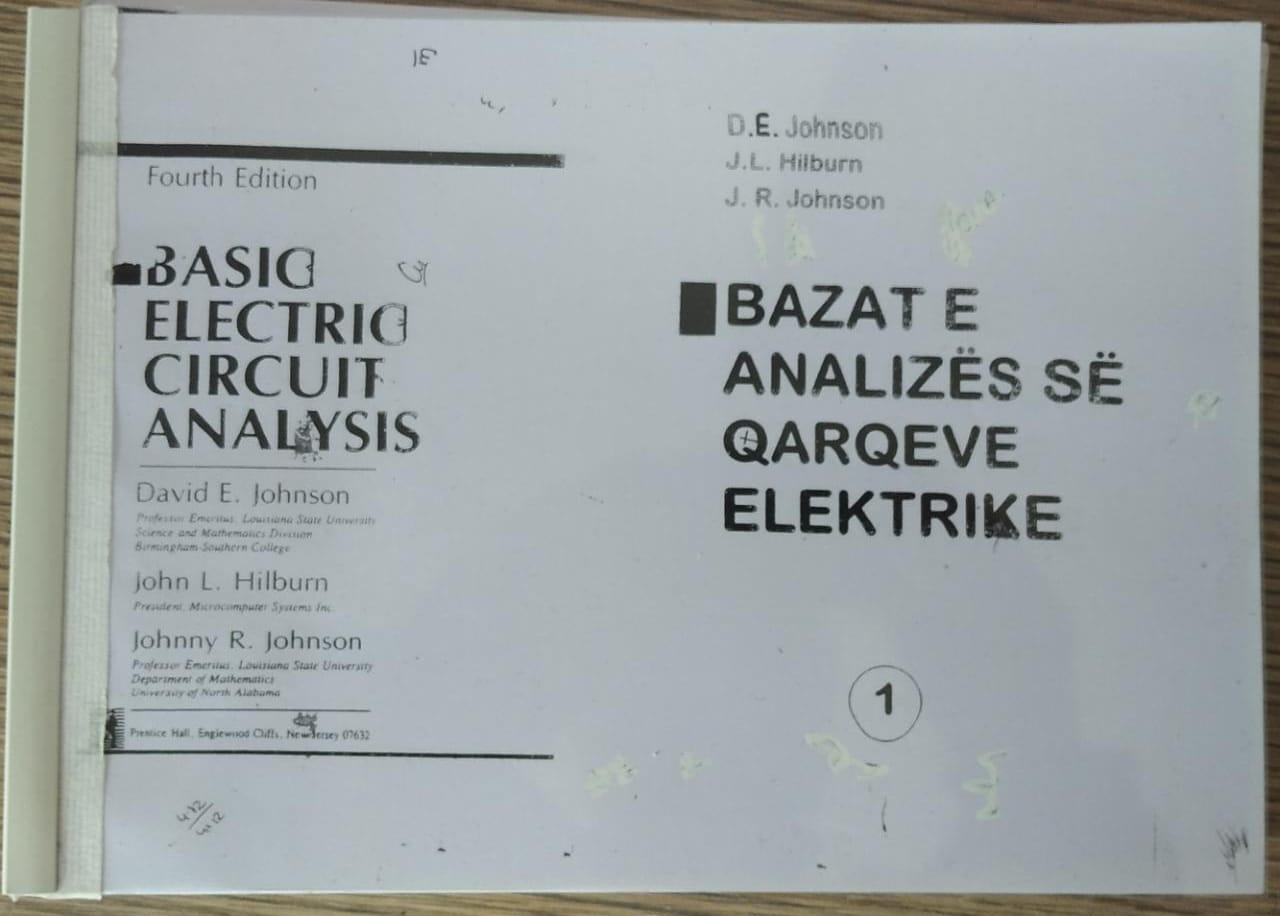 Fourth Edition
BASIC
ELECTRIC
CIRCUIT
ANALYSIS
David E. Johnson
Professor Emeritus, Louisiana State University
Science and Mathematics Division
Birmingham-Southern College
John L. Hilburn
President, Microcomputer Systems Inc.
Johnny R. Johnson
Professor Emeritus, Louisiana State University
Department of Mathematics
University of North Alabama
Prentice Hall, Englewood Cliffs, New Jersey 07632
D.E. Johnson
J.L. Hilburn
J. R. Johnson
BAZAT E
ANALIZËS SË
QARQEVE
ELEKTRIKE
1